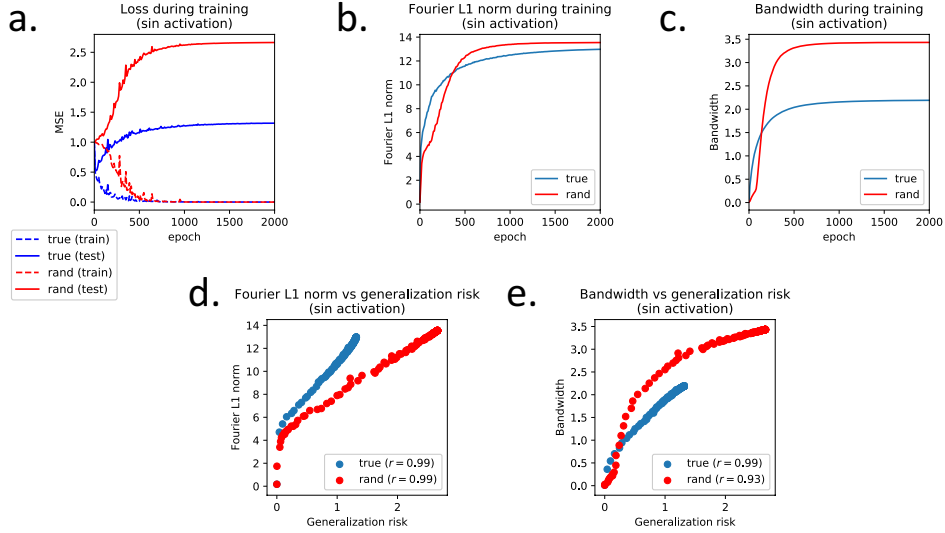 a.
Loss during training
(sin activation)
2.5
2.0
1.5
1.0
0.5
0.0
MSE
0 500 1000 1500 2000
epoch
true (train)
true (test)
rand (train)
rand (test)
b.
Fourier L1 norm during training
(sin activation)
14
12
10
8
6
4
2
0
Fourier L1 norm
0 500 1000 1500 2000
epoch
true
rand
c.
Bandwidth during training
(sin activation)
3.5
3.0
2.5
2.0
1.5
1.0
0.5
0.0
Bandwidth
0 500 1000 1500 2000
epoch
true
rand
d.
Fourier L1 norm vs generalization risk
(sin activation)
14
12
10
8
6
4
2
0
Fourier L1 norm
0 1 2
Generalization risk
true (r = 0.99)
rand (r = 0.99)
e.
Bandwidth vs generalization risk
(sin activation)
3.5
3.0
2.5
2.0
1.5
1.0
0.5
0.0
Bandwidth
0 1 2
Generalization risk
true (r = 0.99)
rand (r = 0.93)